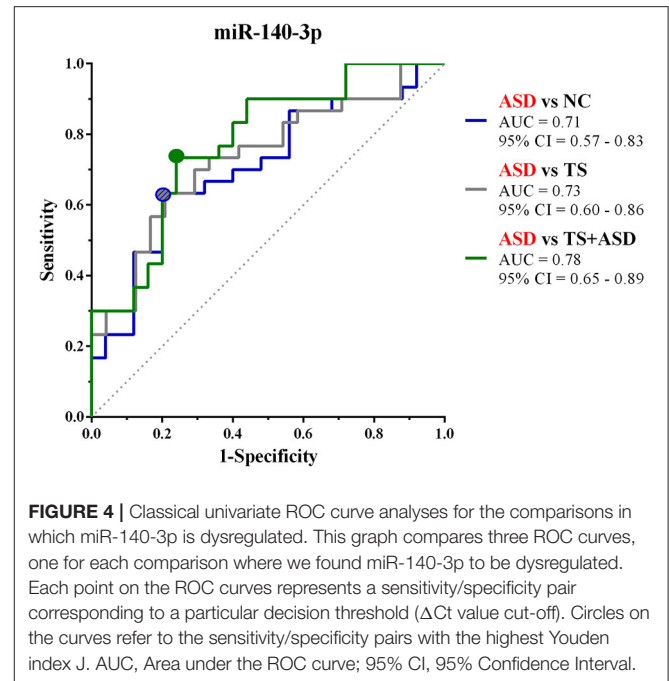 miR-140-3p
1.0
0.8
0.6
0.4
0.2
0.0
Sensitivity
0.0 0.2 0.4 0.6 0.8 1.0
1-Specificity
ASD vs NC
AUC = 0.71
95% CI = 0.57 - 0.83
ASD vs TS
AUC = 0.73
95% CI = 0.60 - 0.86
ASD vs TS+ASD
AUC = 0.78
95% CI = 0.65 - 0.89
FIGURE 4 | Classical univariate ROC curve analyses for the comparisons in
which miR-140-3p is dysregulated. This graph compares three ROC curves,
one for each comparison where we found miR-140-3p to be dysregulated.
Each point on the ROC curves represents a sensitivity/specificity pair
corresponding to a particular decision threshold (ΔCt value cut-off). Circles on
the curves refer to the sensitivity/specificity pairs with the highest Youden
index J. AUC, Area under the ROC curve; 95% CI, 95% Confidence Interval.